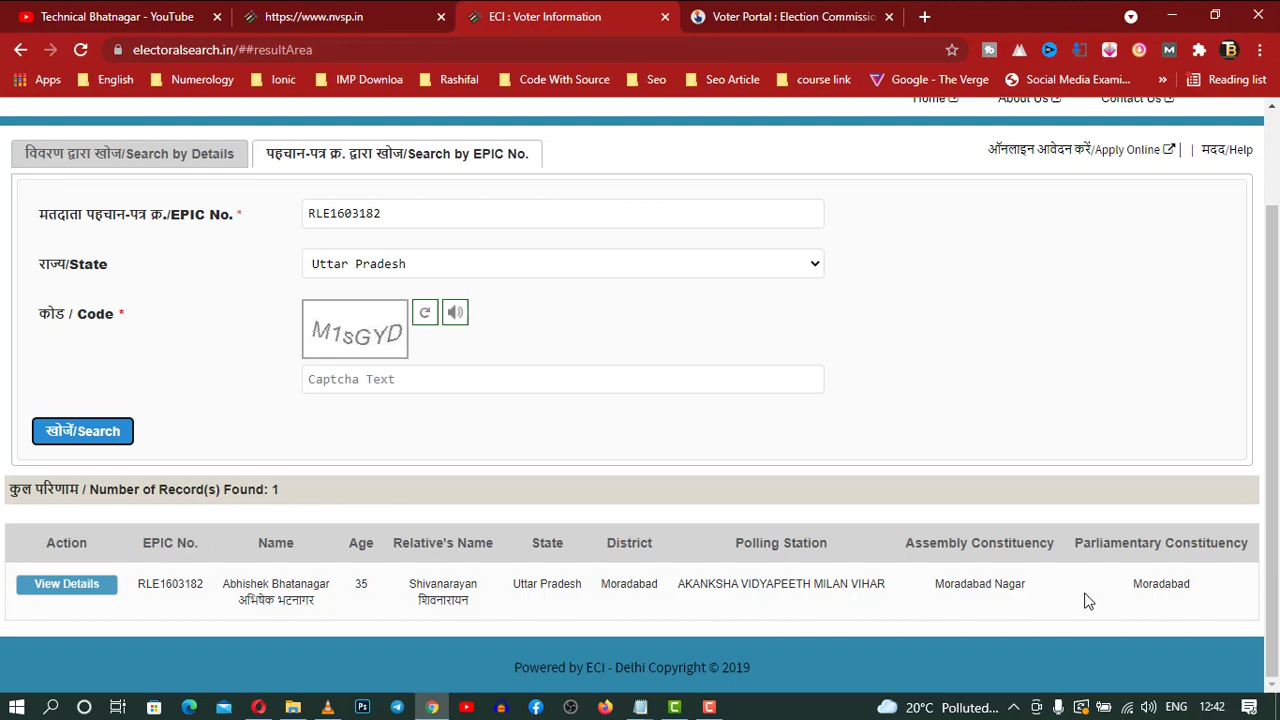 Technical Bhatnagar - YouTube
https://www.nvsp.in
ECI : Voter Information
Voter Portal : Election Commissio
electoralsearch.in/##resultArea
Apps English Numerology Ionic IMP Downloa Rashifal Code With Source Seo Seo Article course link Google - The Verge Social Media Exami... » Reading list
Home About Us Contact Us
विवरण द्वारा खोज/Search by Details
पहचान-पत्र क्र. द्वारा खोज/Search by EPIC No.
ऑनलाइन आवेदन करें/Apply Online | | मदद/Help
मतदाता पहचान-पत्र क्र./EPIC No. * RLE1603182
राज्य/State Uttar Pradesh
कोड / Code * M1sGYD
Captcha Text
खोजें/Search
कुल परिणाम / Number of Record(s) Found: 1
Action EPIC No. Name Age Relative's Name State District Polling Station Assembly Constituency Parliamentary Constituency
View Details RLE1603182 Abhishek Bhatanagar 35 Shivanarayan Uttar Pradesh Moradabad AKANKSHA VIDYAPEETH MILAN VIHAR Moradabad Nagar Moradabad
अभिषेक भटनागर शिवनारायन
Powered by ECI - Delhi Copyright © 2019
20°C Polluted... ENG 12:42